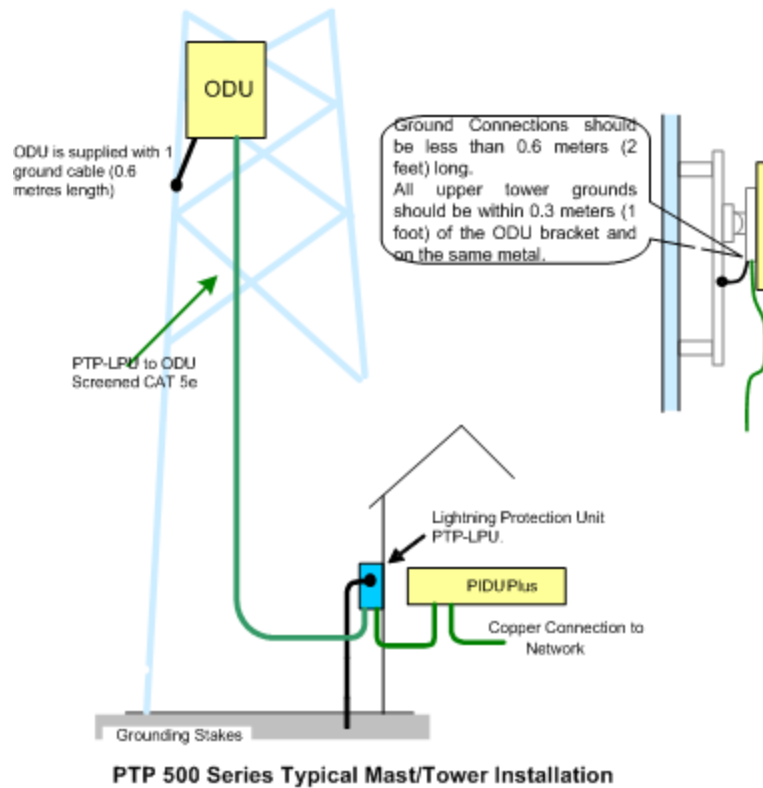 ODU
ODU is supplied with 1
ground cable (0.6
metres length)
Ground Connections should
be less than 0.6 meters (2
feet) long.
All upper tower grounds
should be within 0.3 meters (1
foot) of the ODU bracket and
on the same metal.
PTP-LPU to ODU
Screened CAT 5e
Lightning Protection Unit
PTP-LPU.
PIDU Plus
Copper Connection to
Network
Grounding Stakes
PTP 500 Series Typical Mast/Tower Installation